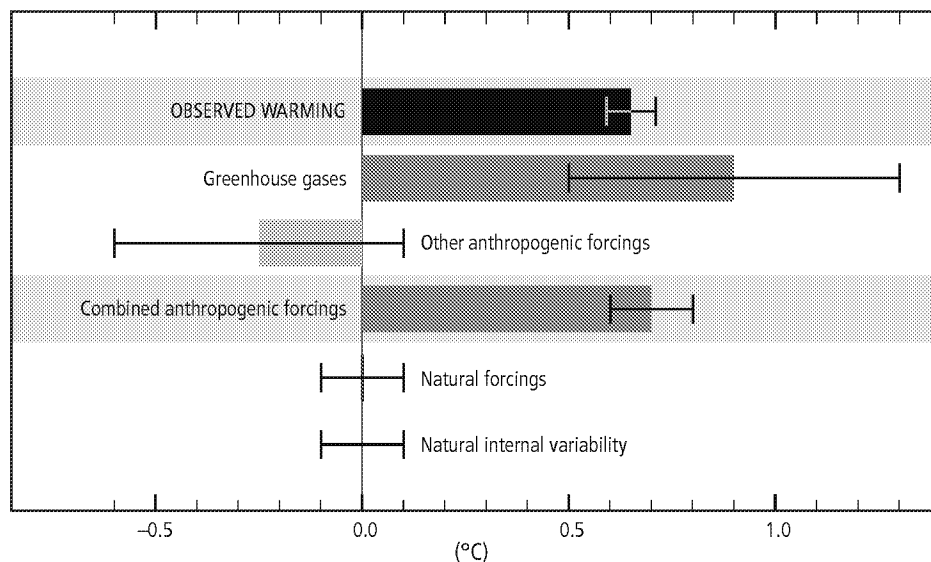 OBSERVED WARMING
Greenhouse gases
Other anthropogenic forcings
Combined anthropogenic forcings
Natural forcings
Natural internal variability
–0.5 0.0 0.5 1.0
(°C)